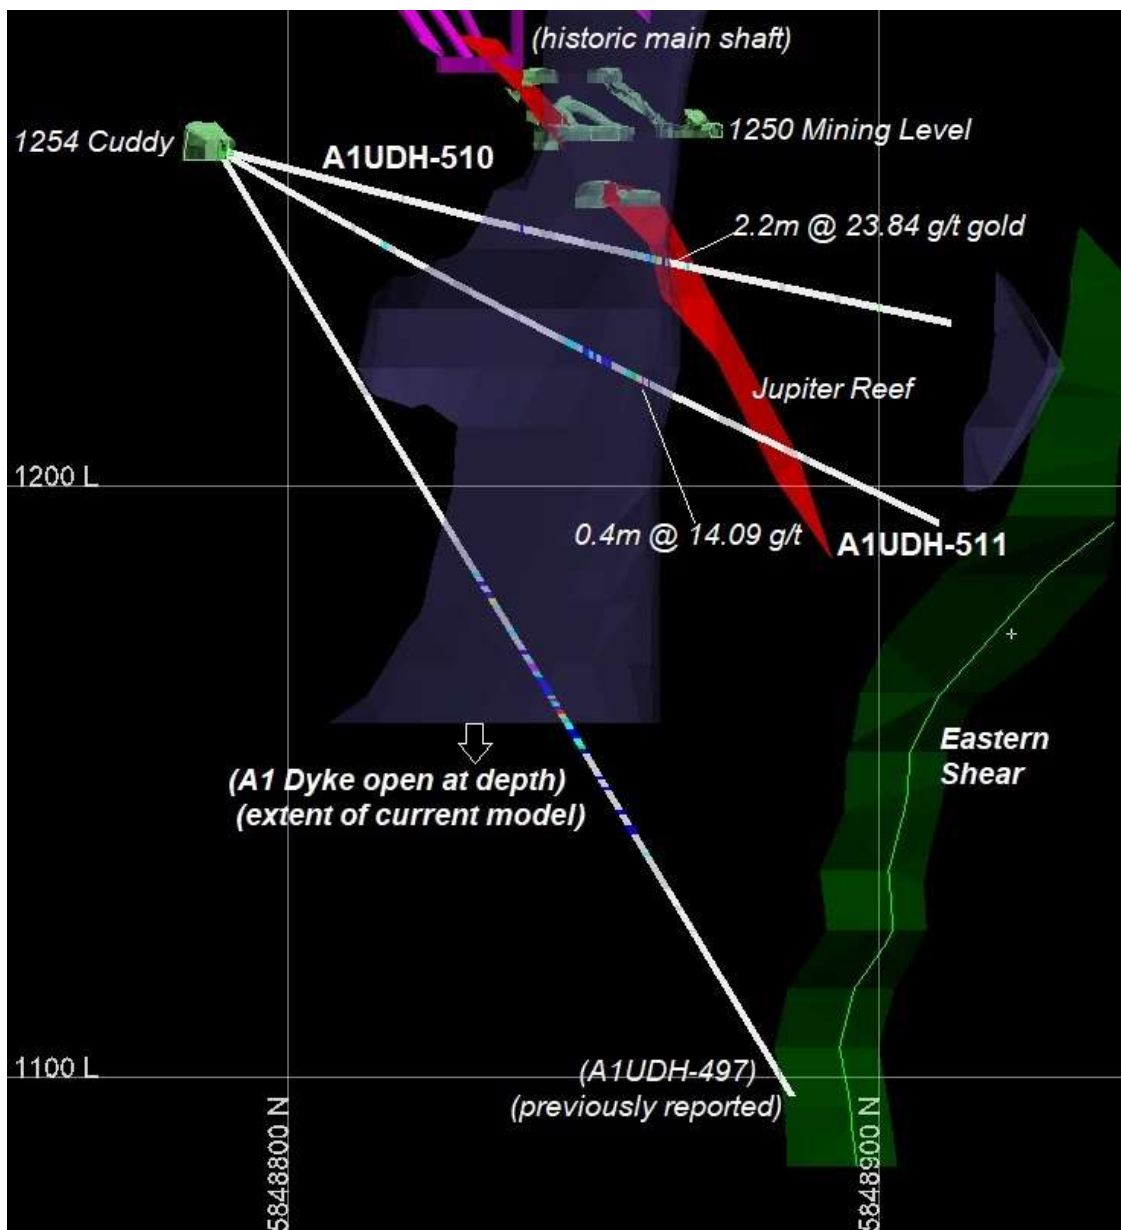 (historic main shaft)
1254 Cuddy
1250 Mining Level
A1UDH-510
2.2m @ 23.84 g/t gold
Jupiter Reef
1200 L
0.4m @ 14.09 g/t
A1UDH-511
Eastern
Shear
(A1 Dyke open at depth)
(extent of current model)
1100 L
(A1UDH-497)
(previously reported)
5848800 N
5848900 N